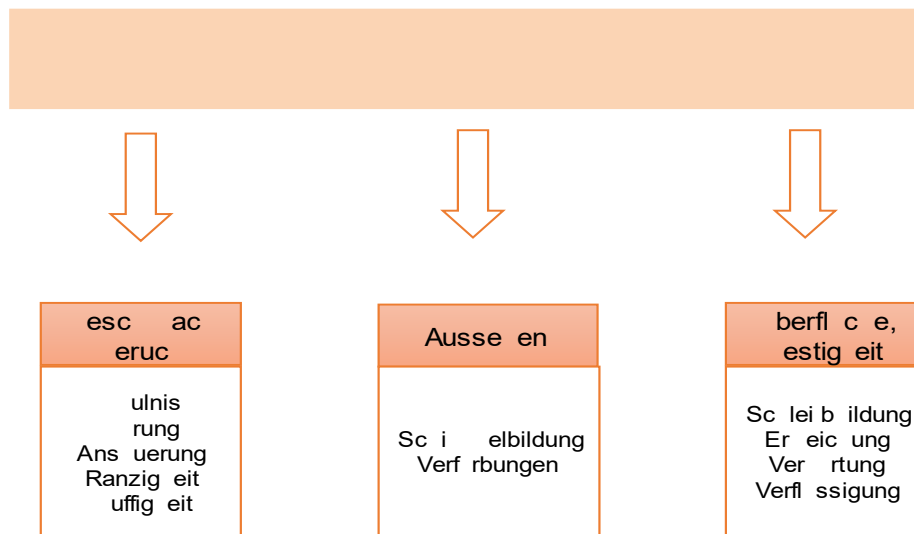 esc ac
eruc
ulnis
rung
Ans uerung
Ranzig eit
uffig eit
Ausse en
Sc i elbildung
Verf rbungen
berfl c e,
estig eit
Sc lei b ildung
Er eic ung
Ver rtung
Verfl ssigung